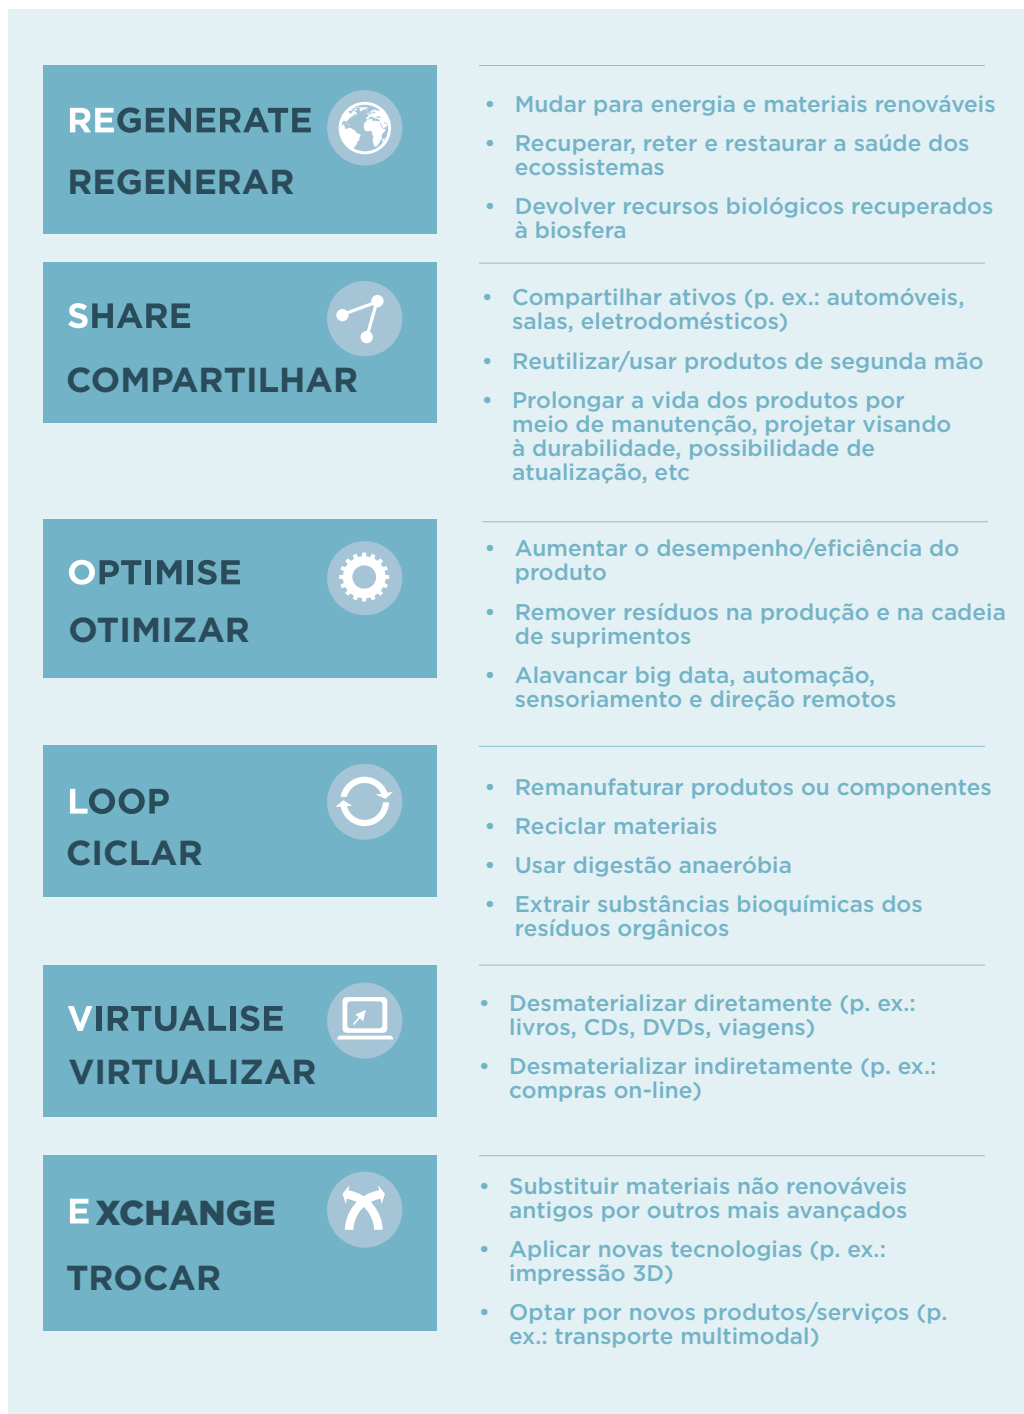 REGENERATE
REGENERAR
• Mudar para energia e materiais renováveis
• Recuperar, reter e restaurar a saúde dos
ecossistemas
• Devolver recursos biológicos recuperados
à biosfera
SHARE
COMPARTILHAR
• Compartilhar ativos (p. ex.: automóveis,
salas, eletrodomésticos)
• Reutilizar/usar produtos de segunda mão
• Prolongar a vida dos produtos por
meio de manutenção, projetar visando
à durabilidade, possibilidade de
atualização, etc
OPTIMISE
OTIMIZAR
• Aumentar o desempenho/eficiência do
produto
• Remover resíduos na produção e na cadeia
de suprimentos
• Alavancar big data, automação,
sensoriamento e direção remotos
LOOP
CICLAR
• Remanufaturar produtos ou componentes
• Reciclar materiais
• Usar digestão anaeróbia
• Extrair substâncias bioquímicas dos
resíduos orgânicos
VIRTUALISE
VIRTUALIZAR
• Desmaterializar diretamente (p. ex.:
livros, CDs, DVDs, viagens)
• Desmaterializar indiretamente (p. ex.:
compras on-line)
E XCHANGE
TROCAR
• Substituir materiais não renováveis
antigos por outros mais avançados
• Aplicar novas tecnologias (p. ex.:
impressão 3D)
• Optar por novos produtos/serviços (p.
ex.: transporte multimodal)